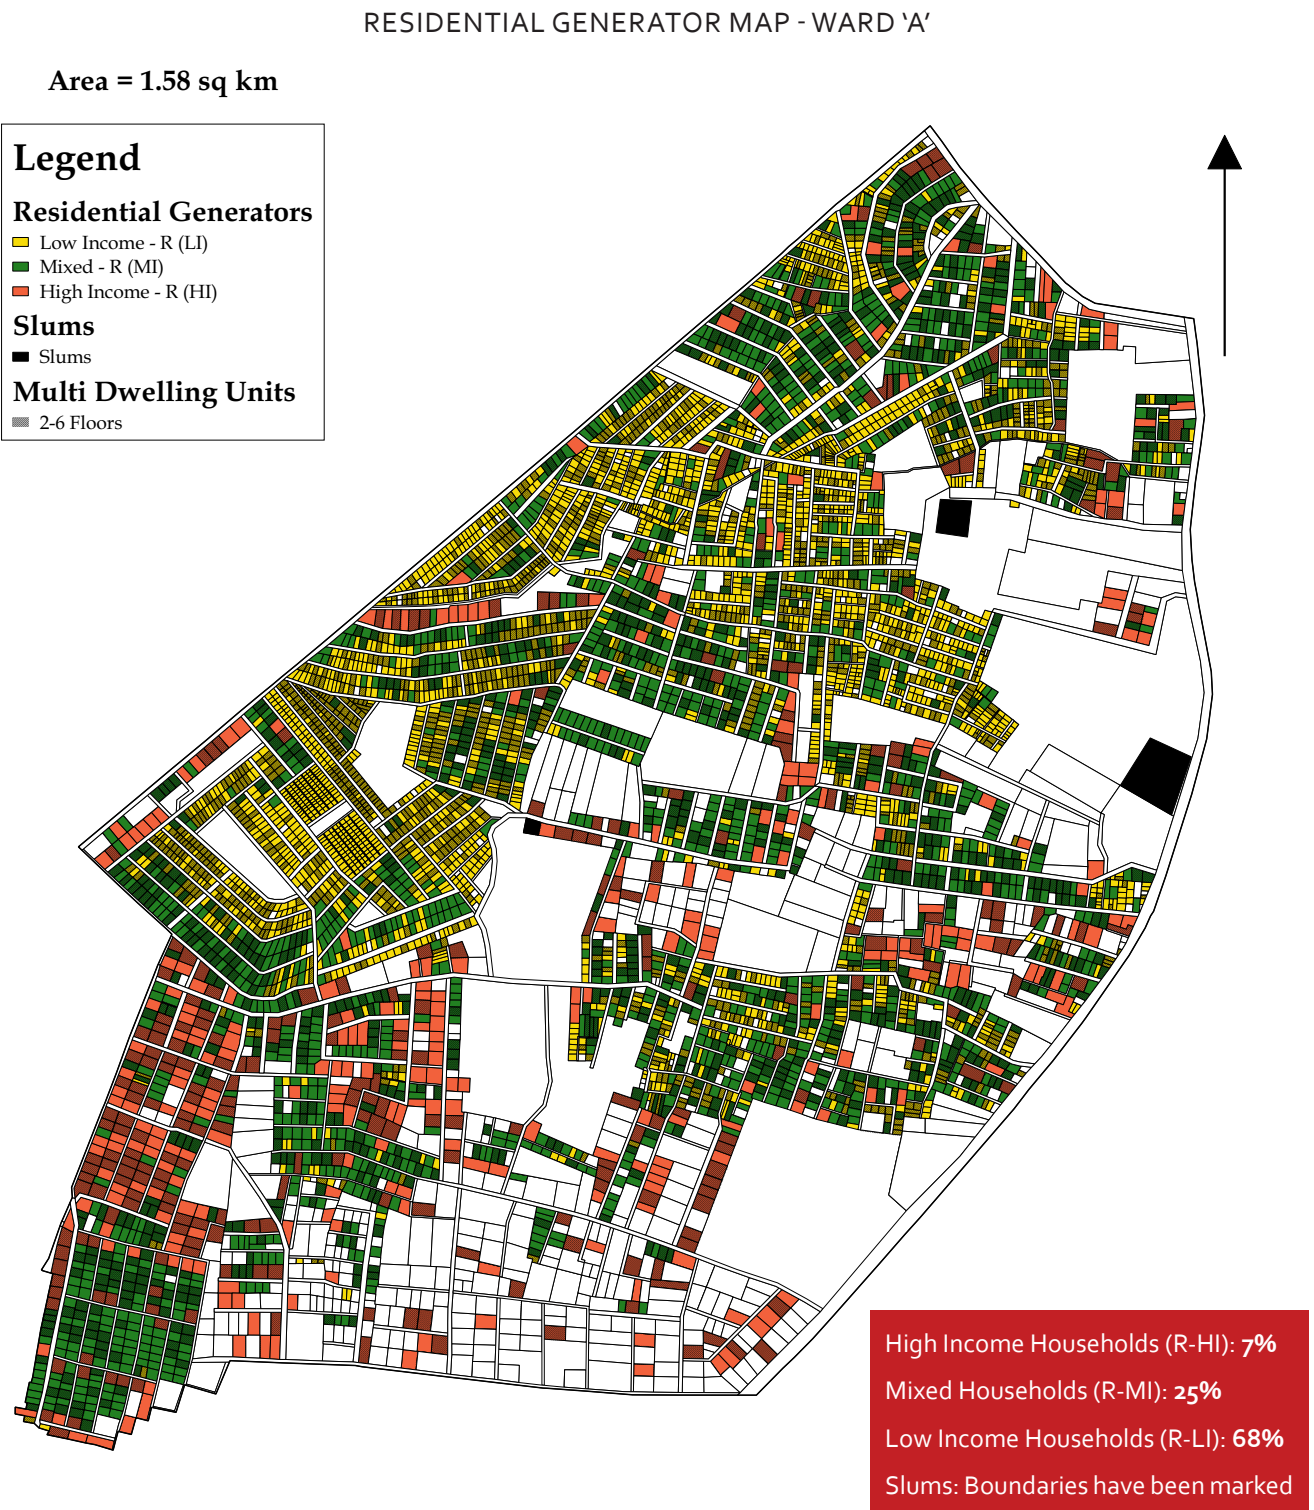 RESIDENTIAL GENERATOR MAP - WARD ‘A’
Area = 1.58 sq km
Legend
Residential Generators
Low Income - R (LI)
Mixed - R (MI)
High Income - R (HI)
Slums
Slums
Multi Dwelling Units
2-6 Floors
High Income Households (R-HI): 7%
Mixed Households (R-MI): 25%
Low Income Households (R-LI): 68%
Slums: Boundaries have been marked